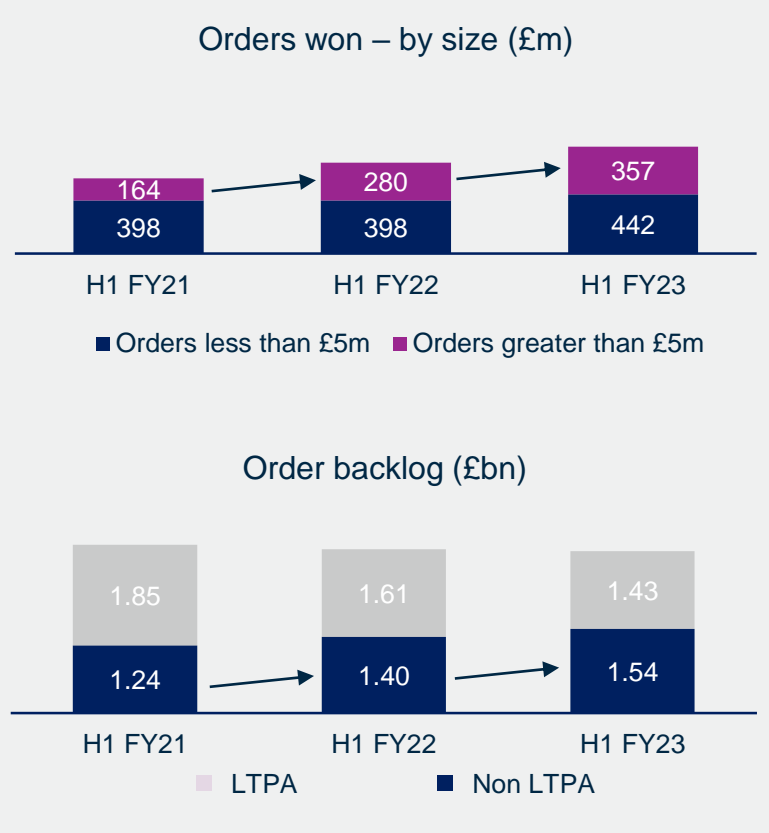 Orders won – by size (£m)
164 280 357
398 398 442
H1 FY21 H1 FY22 H1 FY23
Orders less than £5m Orders greater than £5m
Order backlog (£bn)
1.85 1.61 1.43
1.24 1.40 1.54
H1 FY21 H1 FY22 H1 FY23
LTPA Non LTPA